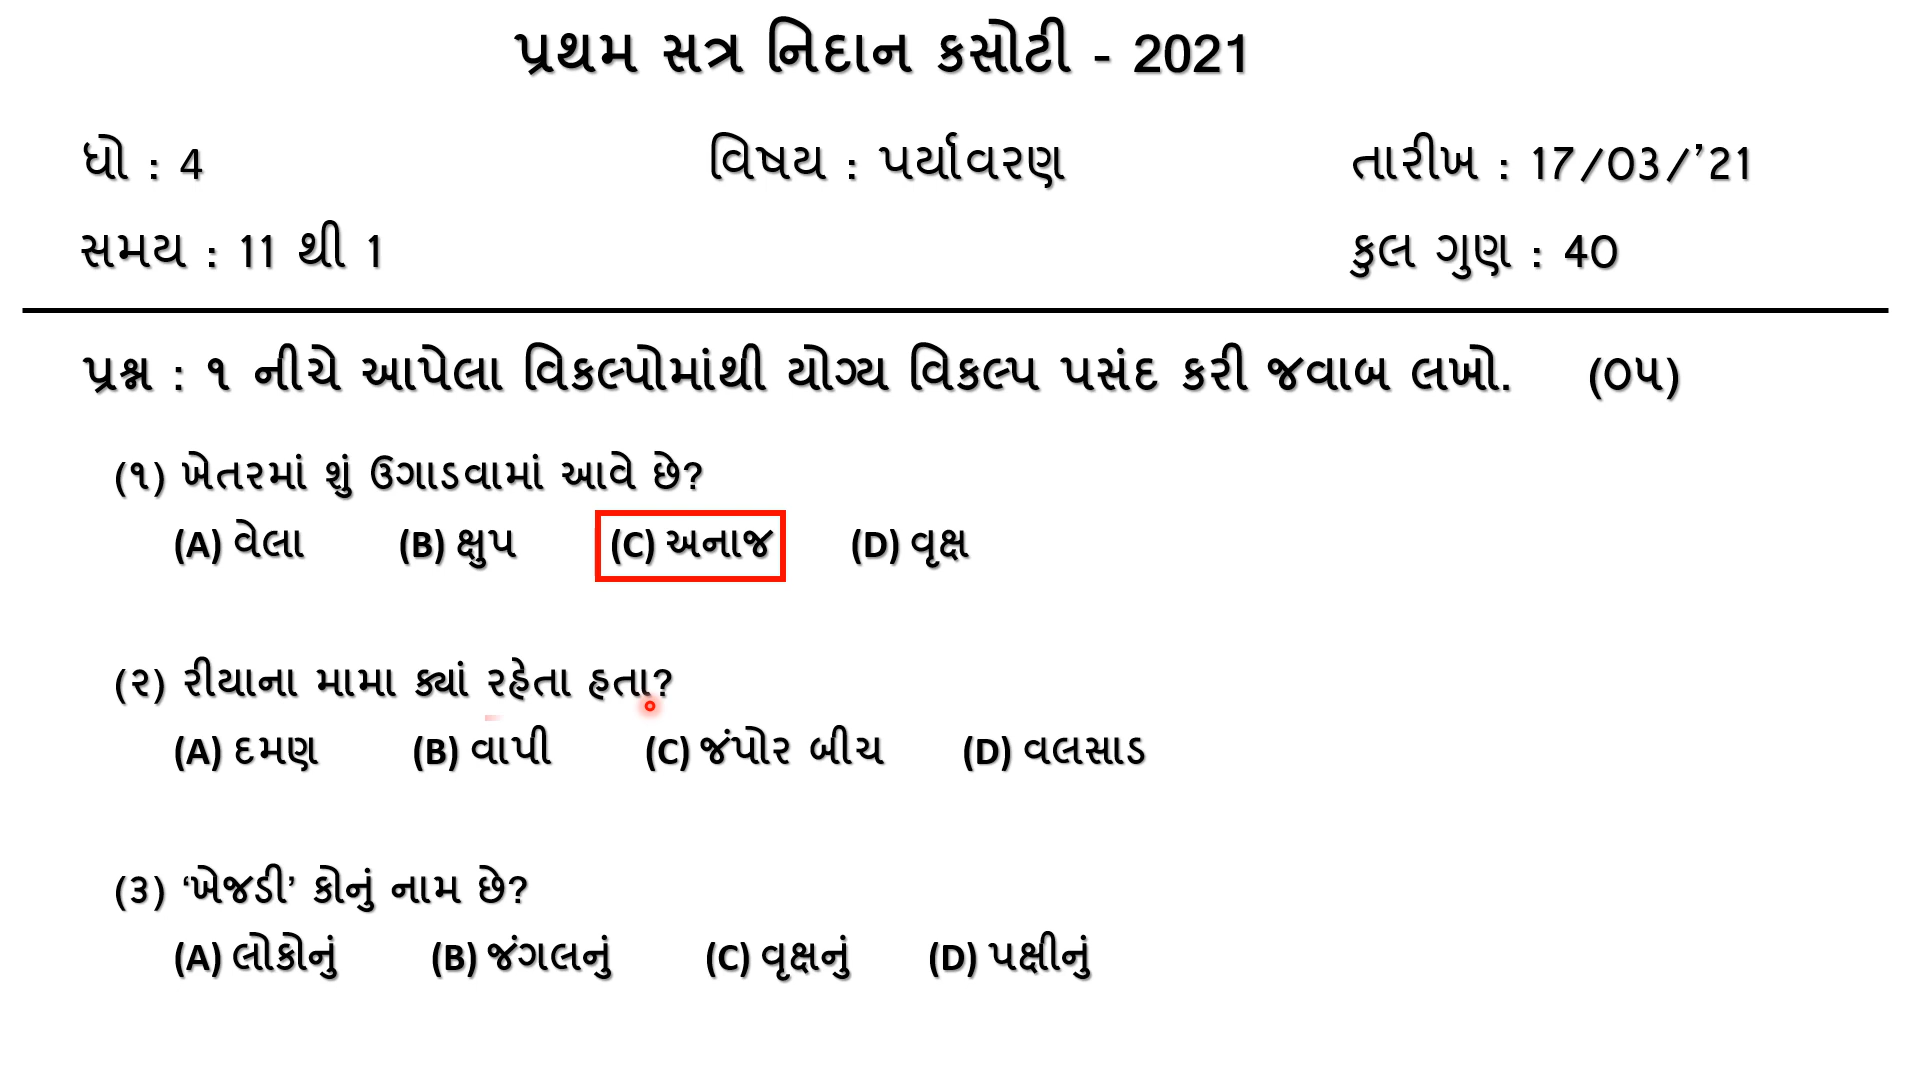 પ્રથમ સત્ર નિદાન કસોટી - 2021
ધો : 4 વિષય : પર્યાવરણ તારીખ : 17/03/’21
સમય : 11 થી 1 કુલ ગુણ : 40
પ્રશ્ન : ૧ નીચે આપેલા વિકલ્પોમાંથી યોગ્ય વિકલ્પ પસંદ કરી જવાબ લખો. (૦૫)
(૧) ખેતરમાં શું ઉગાડવામાં આવે છે?
(A) વેલા (B) ક્ષુપ (C) અનાજ (D) વૃક્ષ
(૨) રીયાના મામા ક્યાં રહેતા હતા?
(A) દમણ (B) વાપી (C) જંપોર બીચ (D) વલસાડ
(૩) ‘ખેજડી’ કોનું નામ છે?
(A) લોકોનું (B) જંગલનું (C) વૃક્ષનું (D) પક્ષીનું